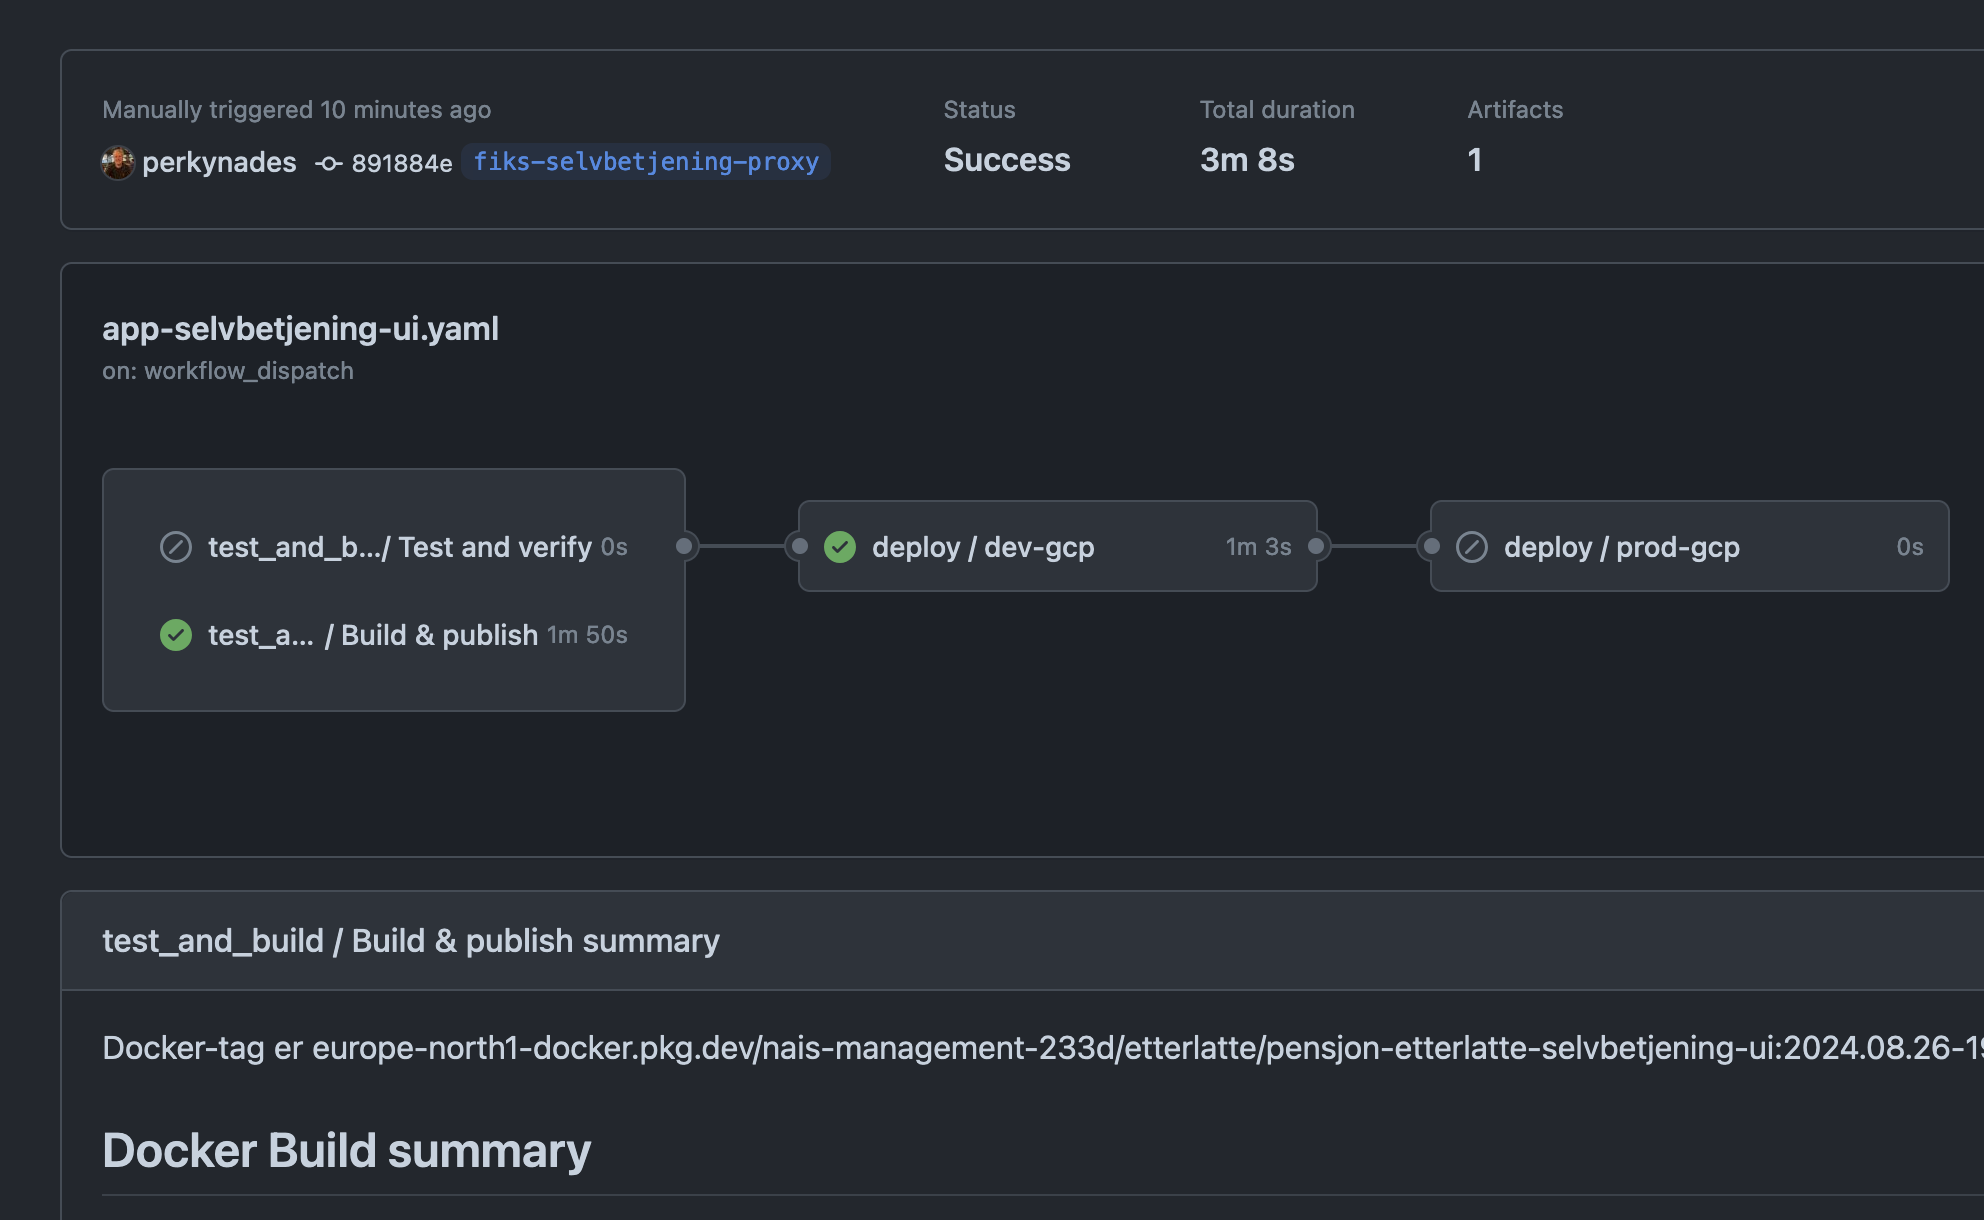 Manually triggered 10 minutes ago
perkynades 891884e fiks-selvbetjening-proxy
Status
Success
Total duration
3m 8s
Artifacts
1
app-selvbetjening-ui.yaml
on: workflow_dispatch
test_and_b.../ Test and verify 0s
test_a... / Build & publish 1m 50s
deploy / dev-gcp 1m 3s
deploy / prod-gcp 0s
test_and_build / Build & publish summary
Docker-tag er europe-north1-docker.pkg.dev/nais-management-233d/etterlatte/pensjon-etterlatte-selvbetjening-ui:2024.08.26-19
Docker Build summary